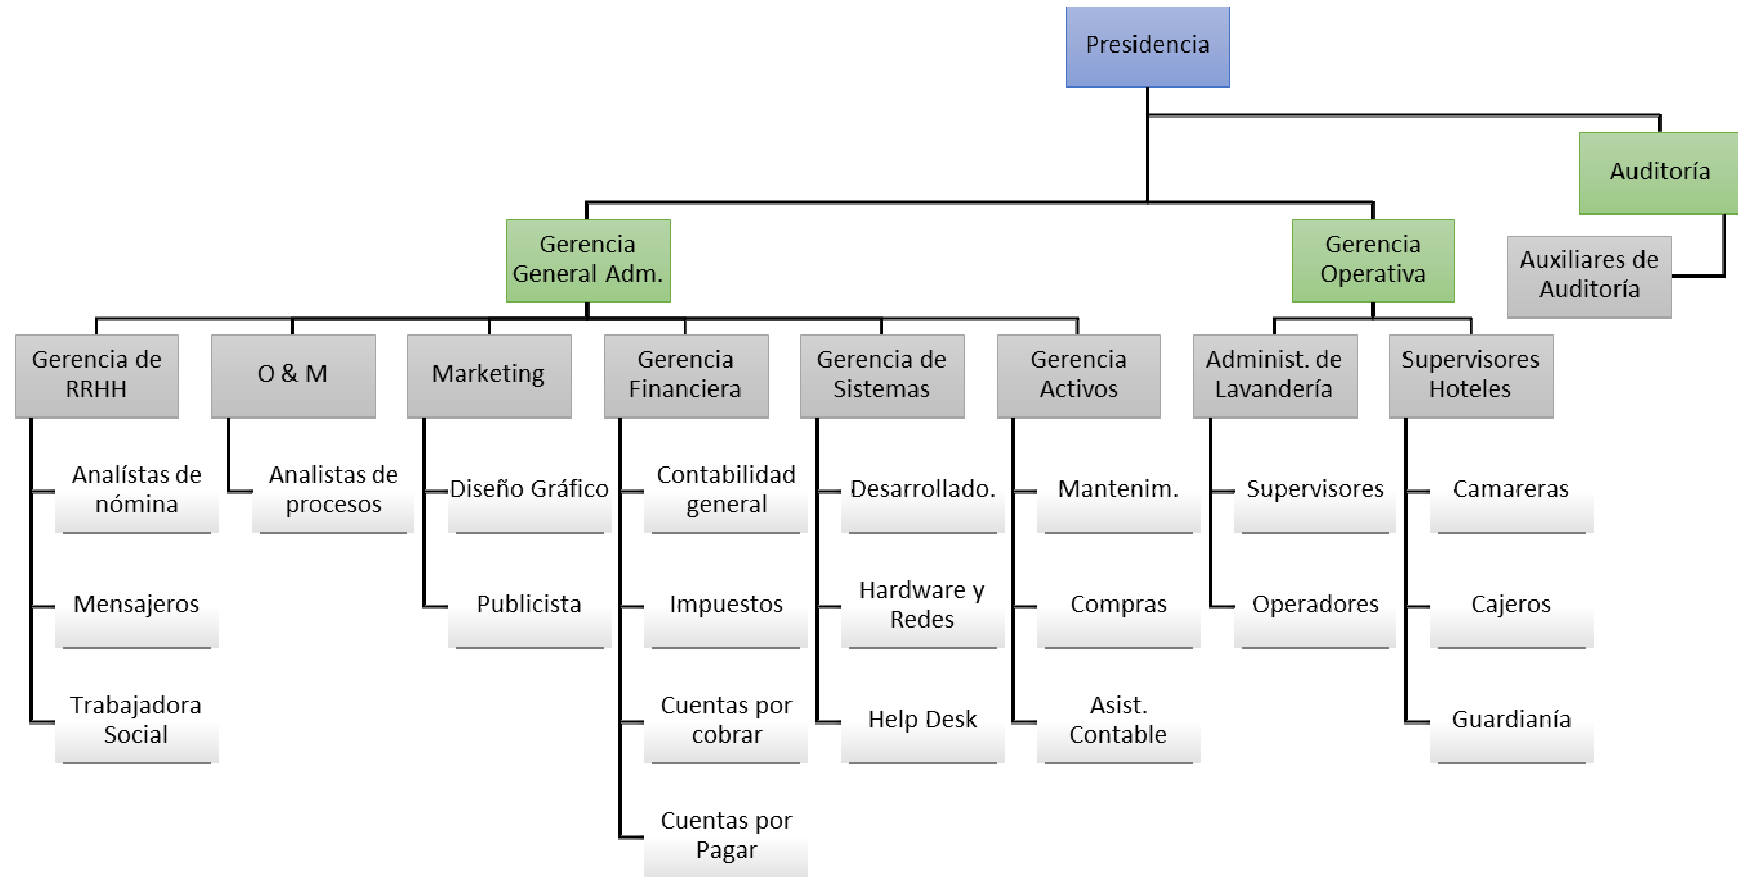 Presidencia
Auditoría
Gerencia
General Adm.
Gerencia
Operativa
Auxiliares de
Auditoría
Gerencia de
RRHH
O & M
Marketing
Gerencia
Financiera
Gerencia de
Sistemas
Gerencia
Activos
Administ. de
Lavandería
Supervisores
Hoteles
Analístas de
nómina
Analistas de
procesos
Diseño Gráfico
Contabilidad
general
Desarrollado.
Mantenim.
Supervisores
Camareras
Mensajeros
Publicista
Impuestos
Hardware y
Redes
Compras
Operadores
Cajeros
Trabajadora
Social
Cuentas por
cobrar
Help Desk
Asist.
Contable
Guardianía
Cuentas por
Pagar